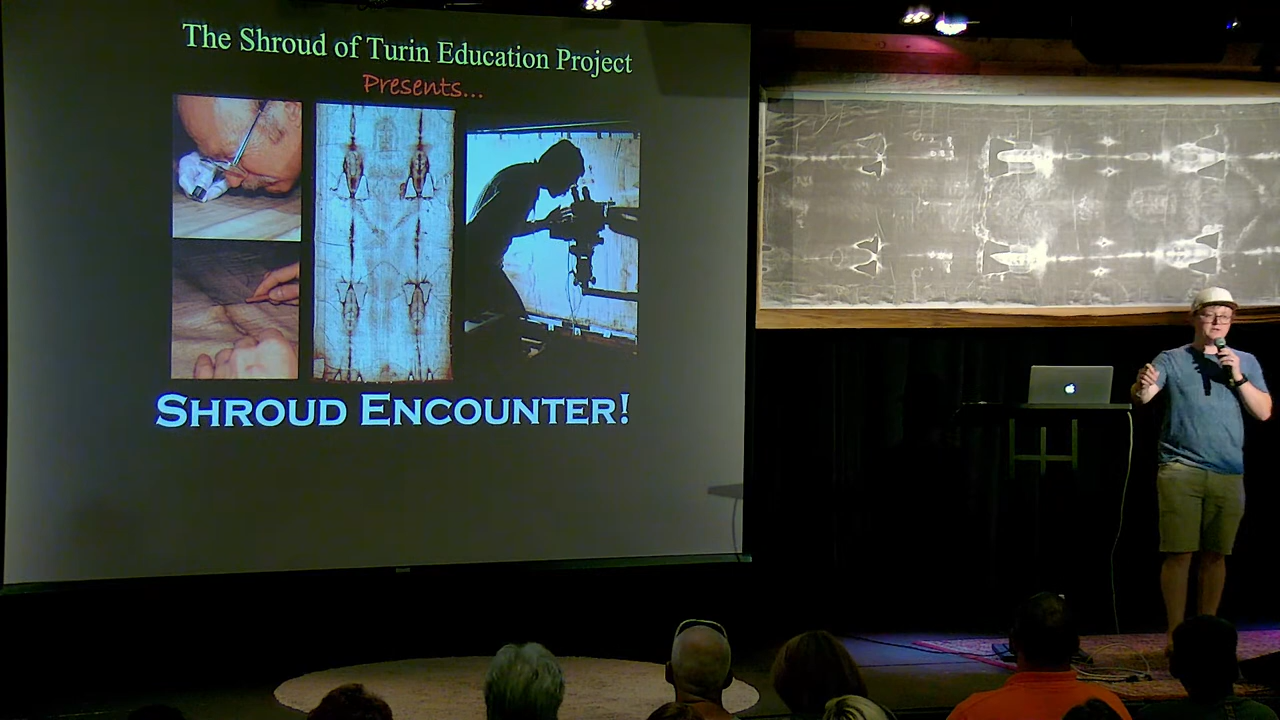 The Shroud of Turin Education Project
Presents...
SHROUD ENCOUNTER!